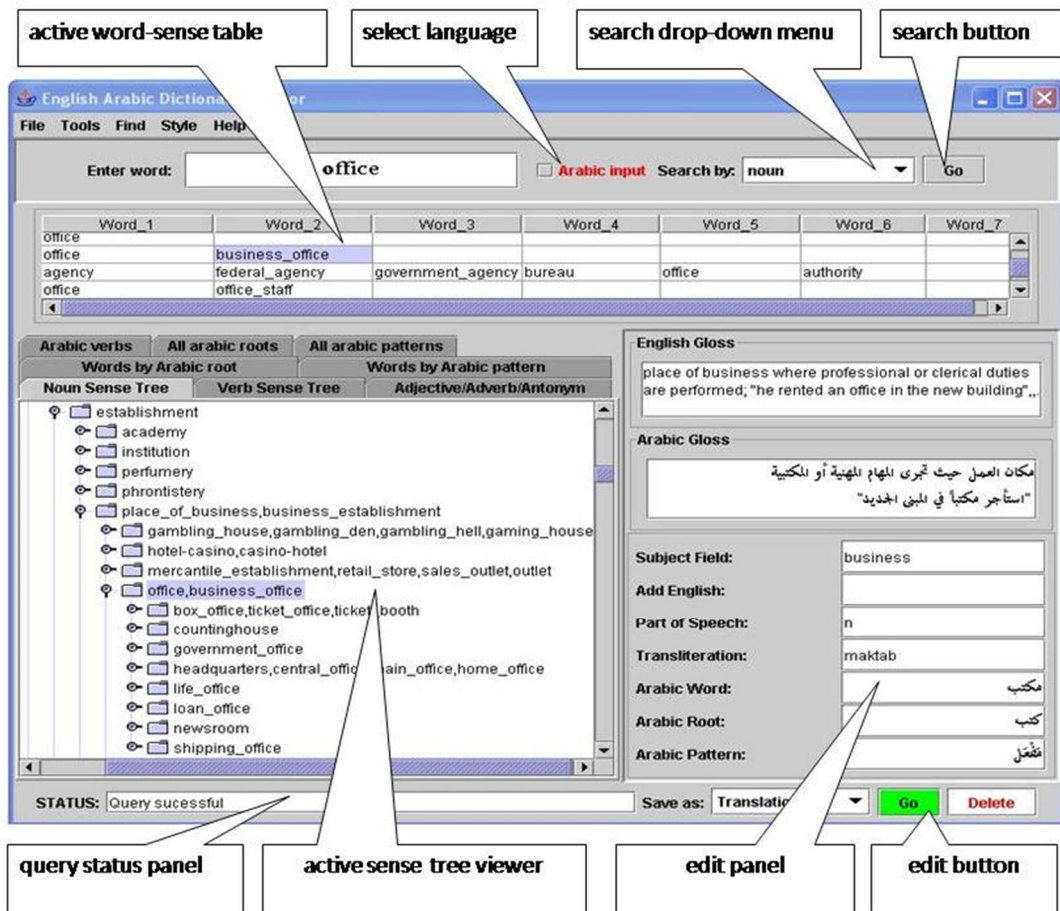 active word-sense table
select language
search drop-down menu
search button
English Arabic Dictiona or
File Tools Find Style Help
Enter word: office Arabic input Search by: noun Go
Word_1 Word_2 Word_3 Word_4 Word_5 Word_6 Word_7
office
office business_office
agency federal_agency government_agency bureau office authority
office office_staff
Arabic verbs All arabic roots All arabic patterns
Words by Arabic root Words by Arabic pattern
Noun Sense Tree Verb Sense Tree Adjective/Adverb/Antonym
establishment
academy
institution
perfumery
phrontistery
place_of_business,business_establishment
gambling_house,gambling_den,gambling_hell,gaming_house
hotel-casino,casino-hotel
mercantile_establishment,retail_store,sales_outlet,outlet
office,business_office
box_office,ticket_office,ticket_booth
countinghouse
government_office
headquarters,central_offic ain_office,home_office
life_office
loan_office
newsroom
shipping_office
English Gloss
place of business where professional or clerical duties
are performed; "he rented an office in the new building",,.
Arabic Gloss
مكان العمل حيث تجرى المهام المهنية أو المكتبية
"استأجر مكتباً في المبنى الجديد"
Subject Field: business
Add English:
Part of Speech: n
Transliteration: maktab
Arabic Word: مكتب
Arabic Root: كتب
Arabic Pattern: مَفْعَل
STATUS: Query sucessful Save as: Translatio Go Delete
query status panel
active sense tree viewer
edit panel
edit button